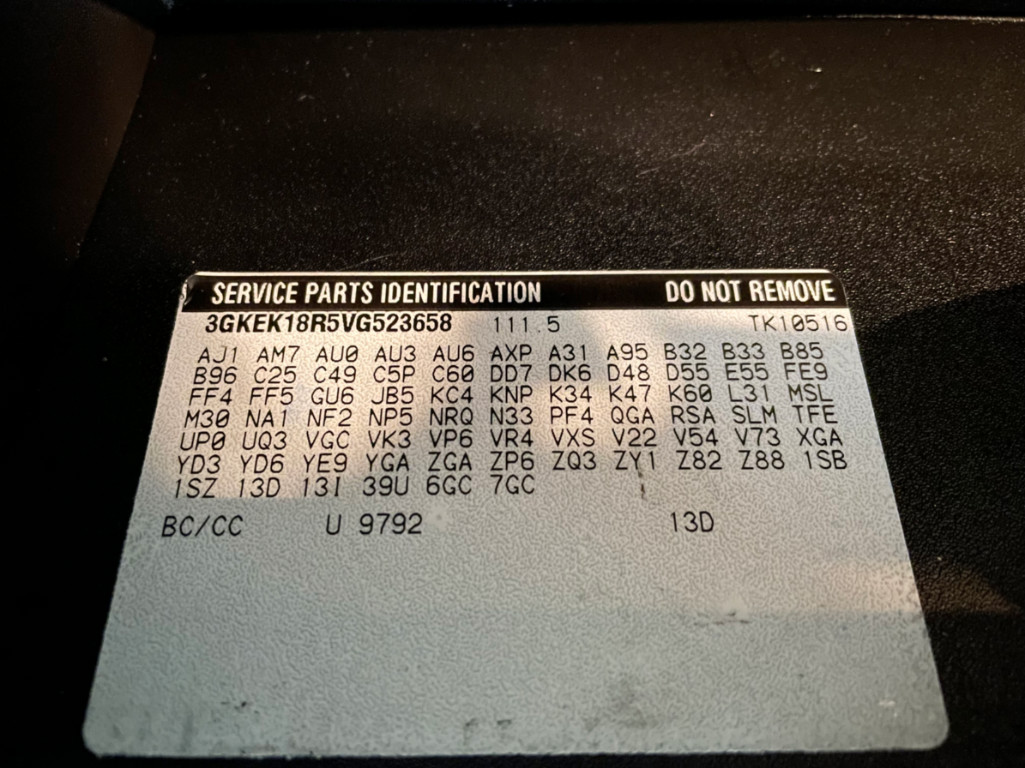 SERVICE PARTS IDENTIFICATION DO NOT REMOVE
3GKEK18R5VG523658 111.5 TK10516
AJ1 AM7 AU0 AU3 AU6 AXP A31 A95 B32 B33 B85
B96 C25 C49 C5P C60 DD7 DK6 D48 D55 E55 FE9
FF4 FF5 GU6 JB5 KC4 KNP K34 K47 K60 L31 MSL
M30 NA1 NF2 NP5 NRQ N33 PF4 QGA RSA SLM TFE
UP0 UQ3 VGC VK3 VP6 VR4 VXS V22 V54 V73 XGA
YD3 YD6 YE9 YGA ZGA ZP6 ZQ3 ZY1 Z82 Z88 1SB
1SZ 13D 13I 39U 6GC 7GC
BC/CC U 9792 13D